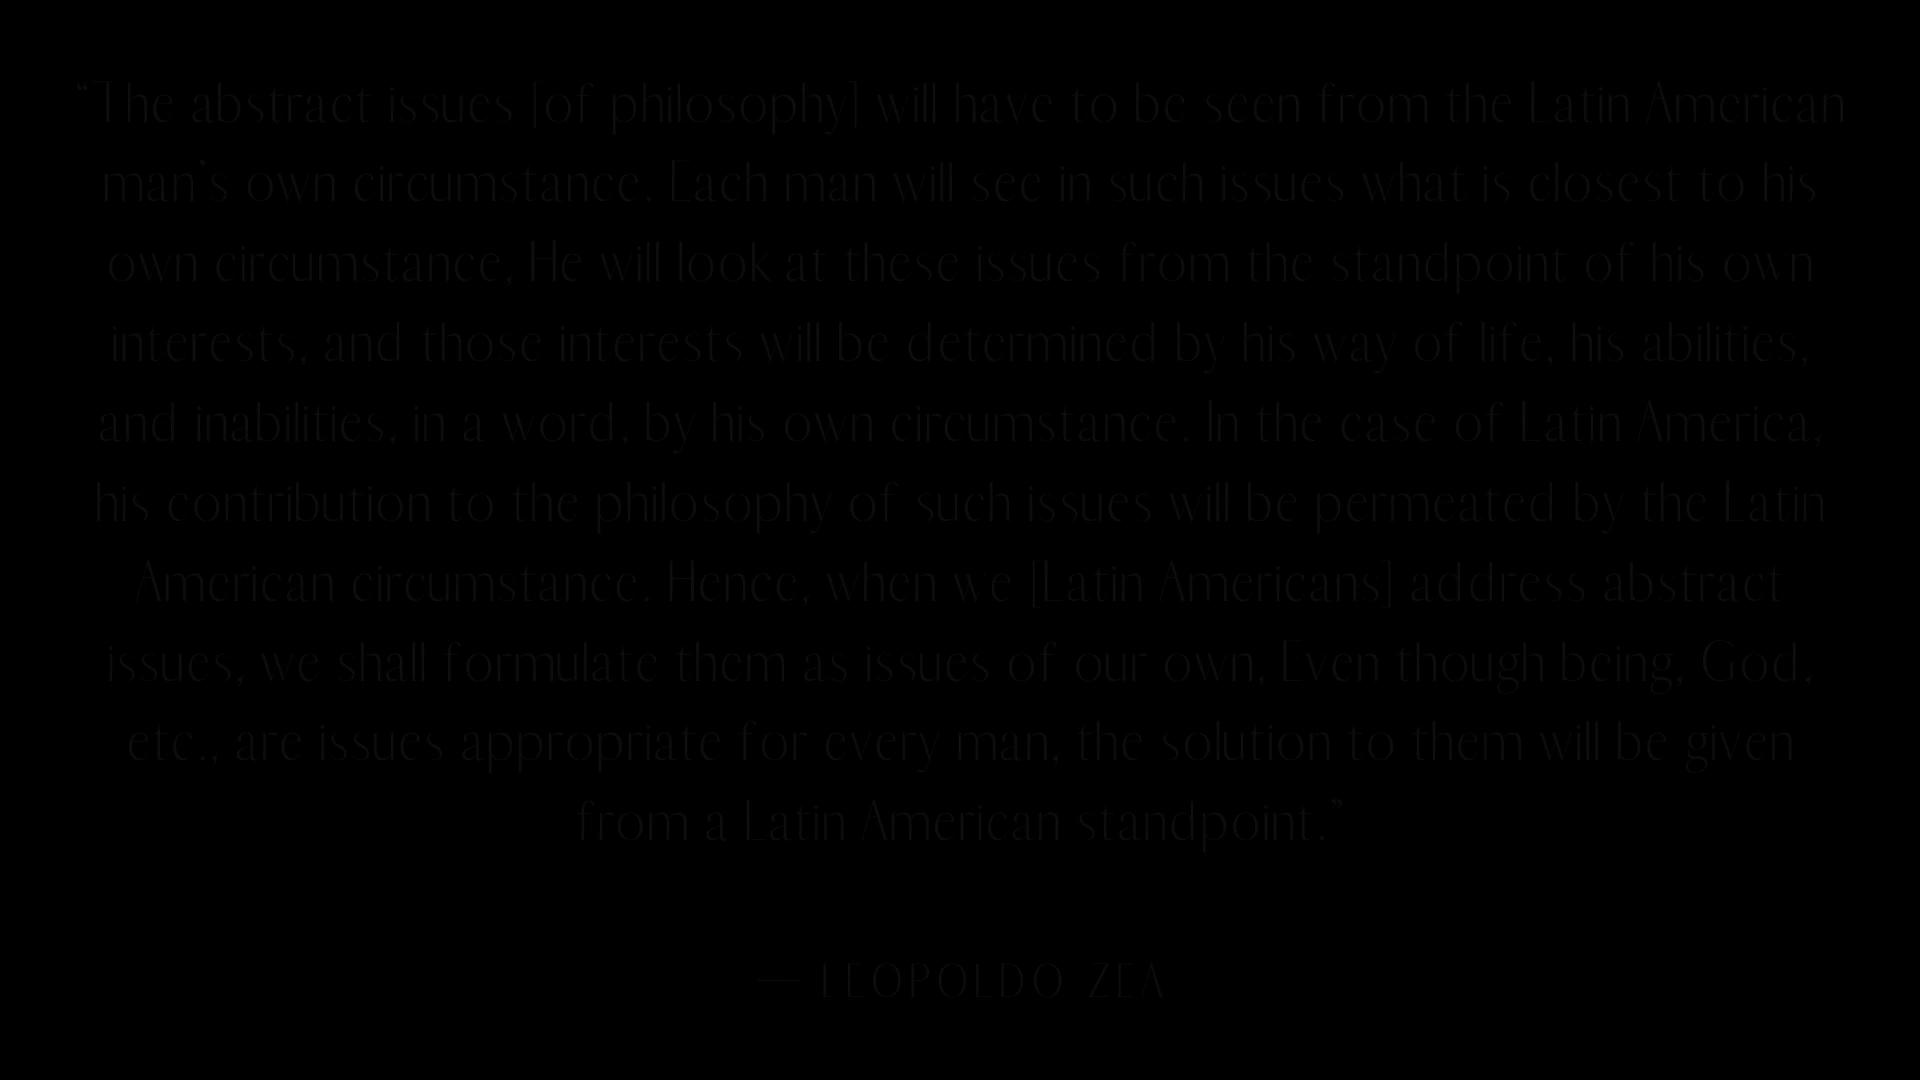 “The abstract issues [of philosophy] will have to be seen from the Latin American
man’s own circumstance. Each man will see in such issues what is closest to his
own circumstance, He will look at these issues from the standpoint of his own
interests, and those interests will be determined by his way of life, his abilities,
and inabilities, in a word, by his own circumstance. In the case of Latin America,
his contribution to the philosophy of such issues will be permeated by the Latin
American circumstance. Hence, when we [Latin Americans] address abstract
issues, we shall formulate them as issues of our own, Even though being, God,
etc., are issues appropriate for every man, the solution to them will be given
from a Latin American standpoint.”
— LEOPOLDO ZEA